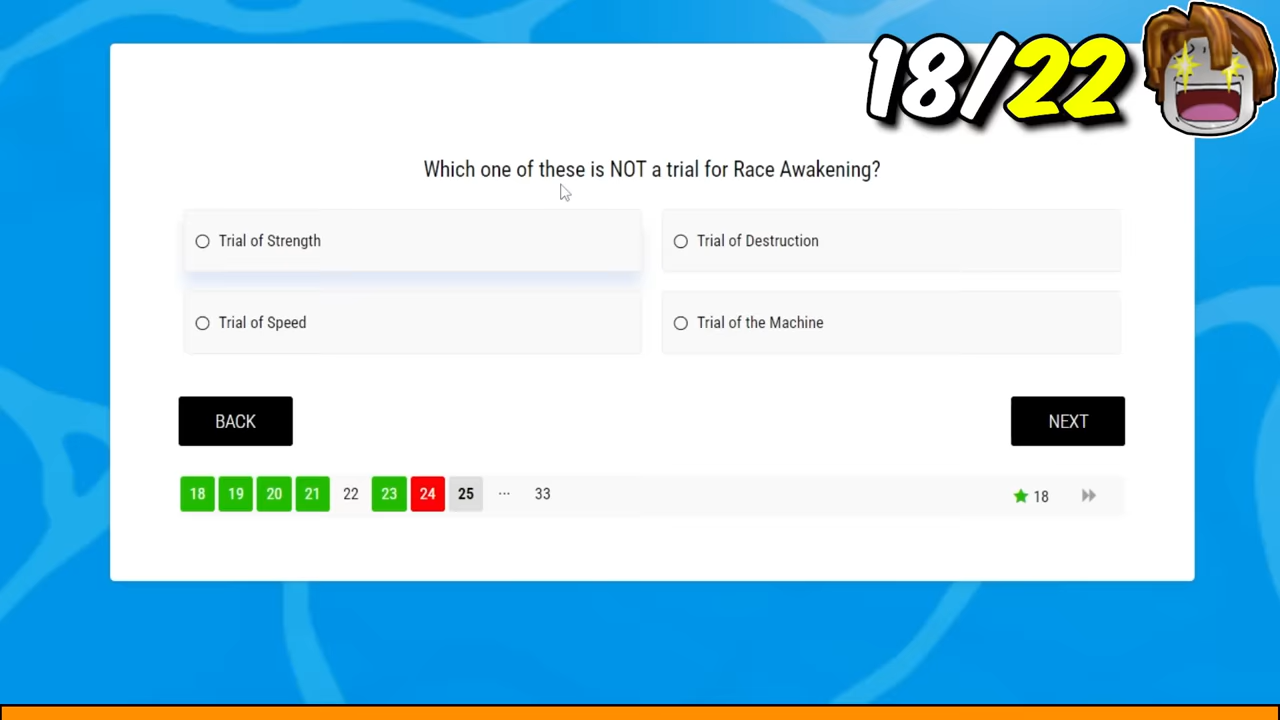 18/22
Which one of these is NOT a trial for Race Awakening?
Trial of Strength
Trial of Destruction
Trial of Speed
Trial of the Machine
BACK
NEXT
18 19 20 21 22 23 24 25 ··· 33
18